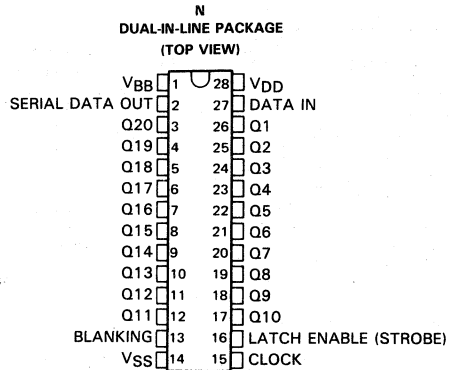 N
DUAL-IN-LINE PACKAGE
(TOP VIEW)
VBB 1 28 VDD
SERIAL DATA OUT 2 27 DATA IN
Q20 3 26 Q1
Q19 4 25 Q2
Q18 5 24 Q3
Q17 6 23 Q4
Q16 7 22 Q5
Q15 8 21 Q6
Q14 9 20 Q7
Q13 10 19 Q8
Q12 11 18 Q9
Q11 12 17 Q10
BLANKING 13 16 LATCH ENABLE (STROBE)
VSS 14 15 CLOCK